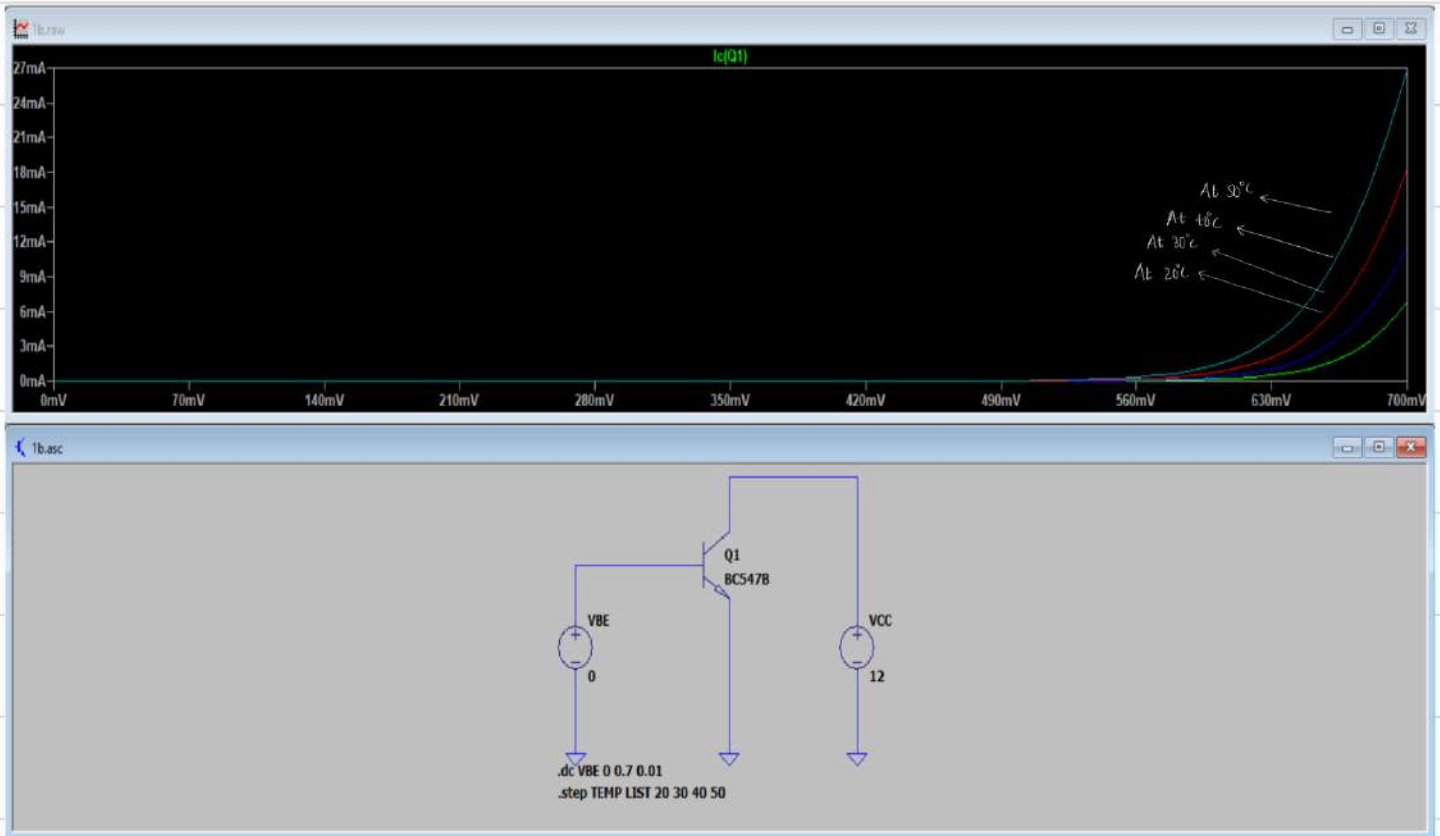 1b.raw
Ic(Q1)
27mA
24mA
21mA
18mA
15mA
12mA
9mA
6mA
3mA
0mA
At 50°C
At 40°C
At 30°C
At 20°C
0mV 70mV 140mV 210mV 280mV 350mV 420mV 490mV 560mV 630mV 700mV
1b.asc
Q1
BC547B
VBE
0
VCC
12
.dc VBE 0 0.7 0.01
.step TEMP LIST 20 30 40 50